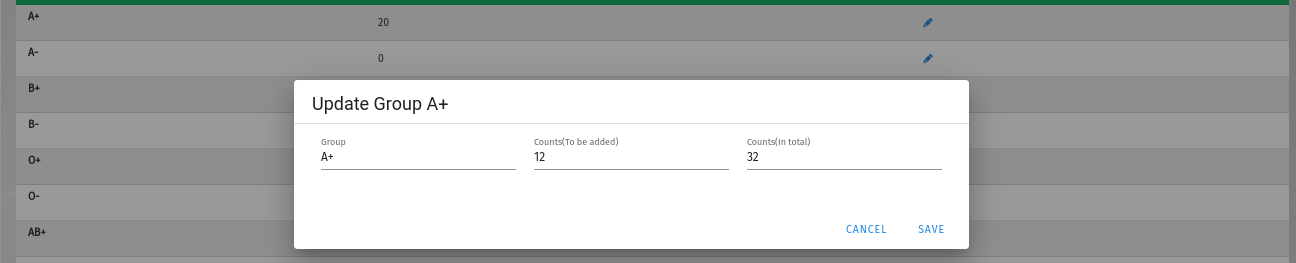 A+ 20
A- 0
B+
B-
O+
O-
AB+
Update Group A+
Group Counts(To be added) Counts(In total)
A+ 12 32
CANCEL SAVE